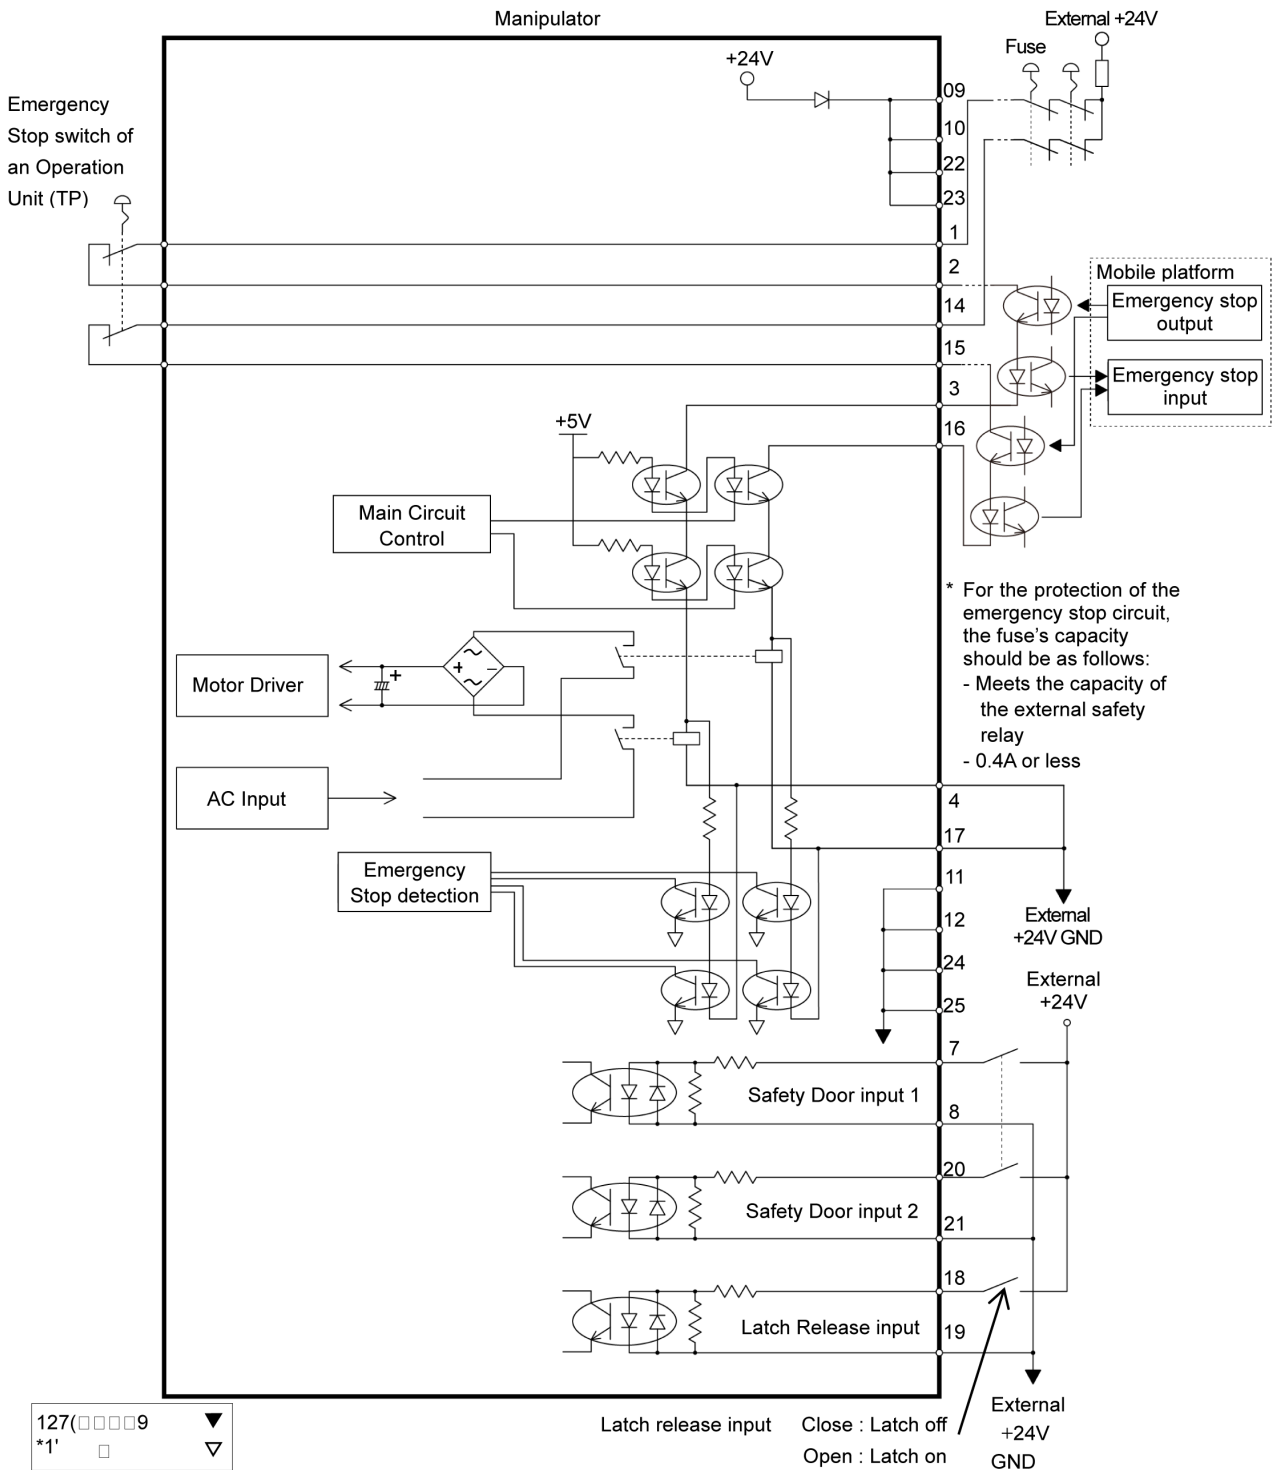 Manipulator
External +24V
Fuse
+24V
Emergency
Stop switch of
an Operation
Unit (TP)
09
10
22
23
1
2
14
15
3
16
Mobile platform
Emergency stop
output
Emergency stop
input
+5V
Main Circuit
Control
* For the protection of the
emergency stop circuit,
the fuse's capacity
should be as follows:
- Meets the capacity of
the external safety
relay
- 0.4A or less
Motor Driver
+
-
+
AC Input
4
17
Emergency
Stop detection
11
12
24
25
External
+24V GND
External
+24V
7
Safety Door input 1
8
20
Safety Door input 2
21
18
Latch Release input
19
127(□□□□9
*1' □
Latch release input Close : Latch off
Open : Latch on
External
+24V
GND